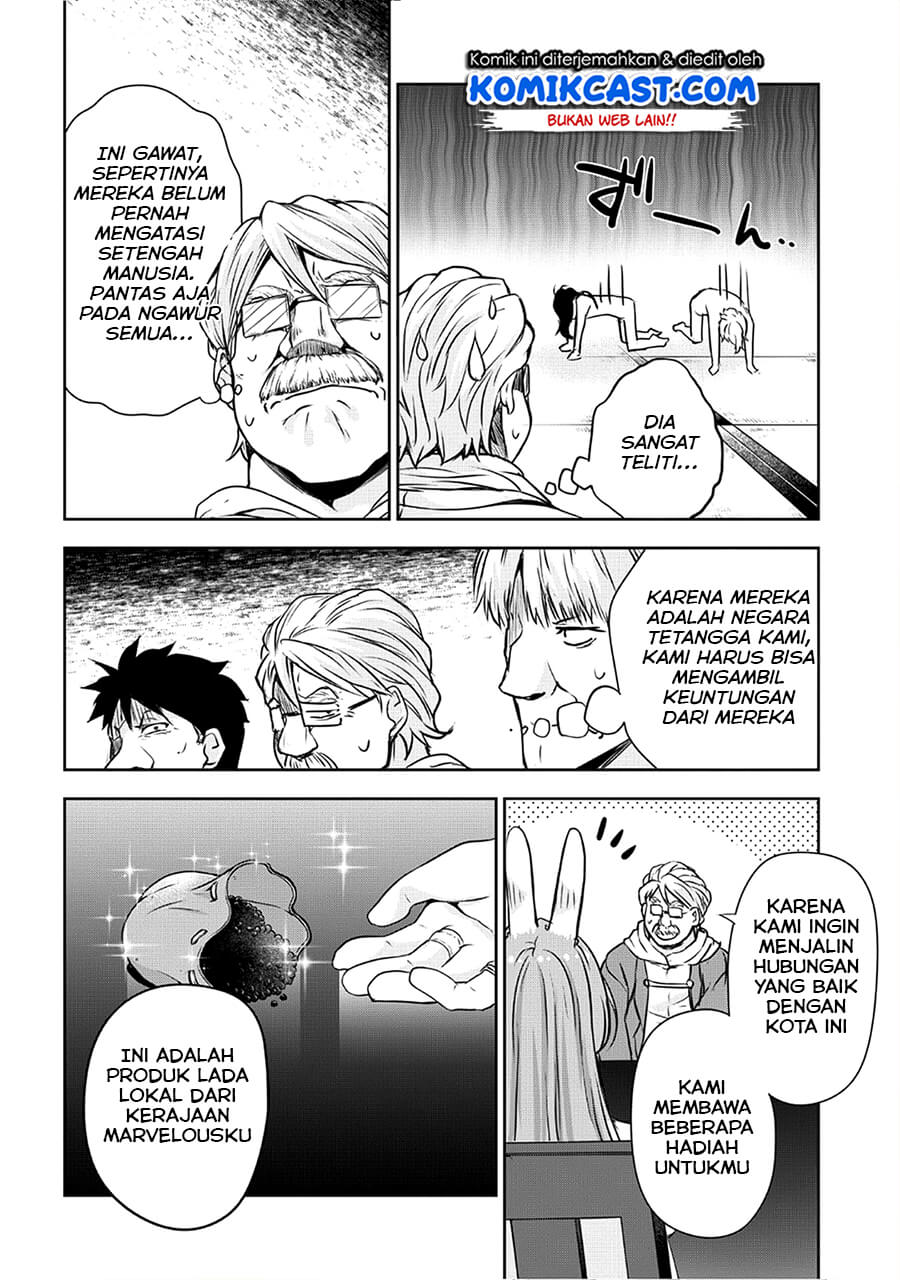 Komik ini diterjemahkan & diedit oleh
KOMIKCAST.COM
BUKAN WEB LAIN!!
ずーん..
DIA
SANGAT
TELITI...
INI GAWAT,
SEPERTINYA
MEREKA BELUM
PERNAH
MENGATASI
SETENGAH
MANUSIA.
PANTAS AJA
PADA NGAWUR
SEMUA...
KARENA MEREKA
ADALAH NEGARA
TETANGGA KAMI,
KAMI HARUS BISA
MENGAMBIL
KEUNTUNGAN
DARI MEREKA
KARENA
KAMI INGIN
MENJALIN
HUBUNGAN
YANG BAIK
DENGAN
KOTA INI
KAMI
MEMBAWA
BEBERAPA
HADIAH
UNTUKMU
INI ADALAH
PRODUK LADA
LOKAL DARI
KERAJAAN
MARVELOUSKU